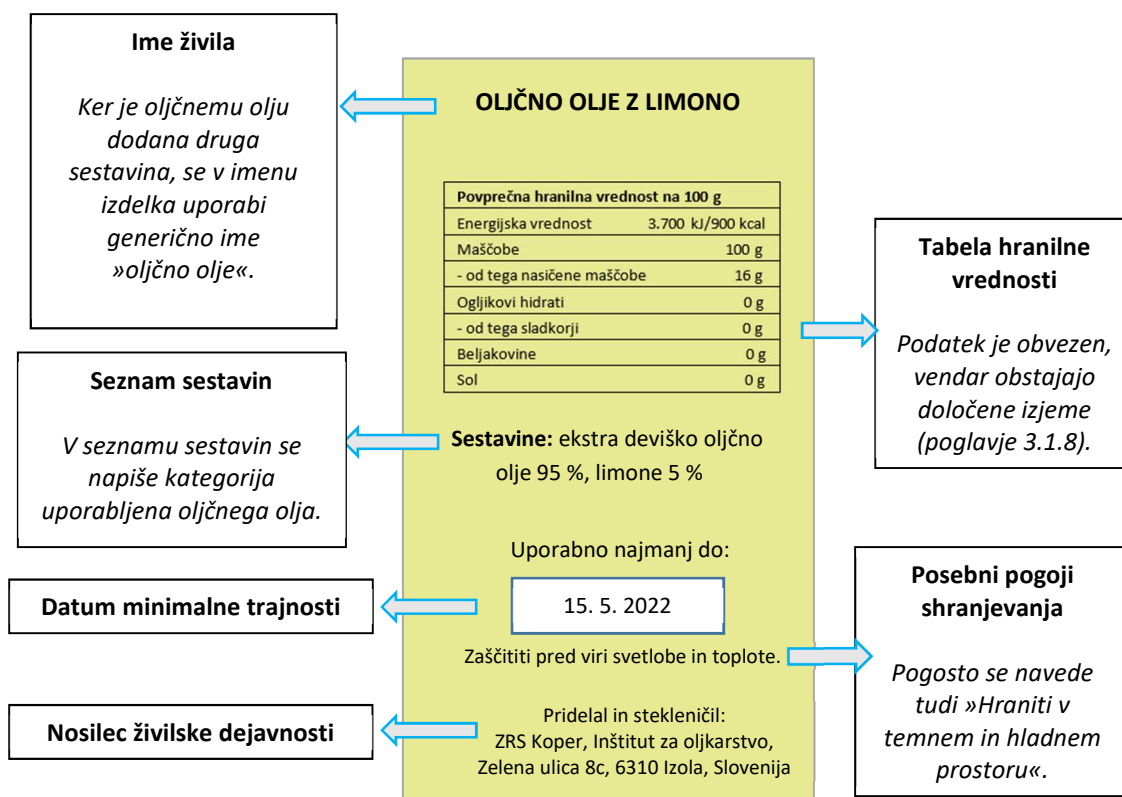 Ime živila
Ker je oljčnemu olju
dodana druga
sestavina, se v imenu
izdelka uporabi
generično ime
»oljčno olje«.
Seznam sestavin
V seznamu sestavin se
napiše kategorija
uporabljena oljčnega olja.
Datum minimalne trajnosti
Nosilec živilske dejavnosti
OLJČNO OLJE Z LIMONO
Povprečna hranilna vrednost na 100 g
Energijska vrednost 3.700 kJ/900 kcal
Maščobe 100 g
- od tega nasičene maščobe 16 g
Ogljikovi hidrati 0 g
- od tega sladkorji 0 g
Beljakovine 0 g
Sol 0 g
Sestavine: ekstra deviško oljčno
olje 95 %, limone 5 %
Uporabno najmanj do:
15. 5. 2022
Zaščititi pred viri svetlobe in toplote.
Pridelal in stekleničil:
ZRS Koper, Inštitut za oljkarstvo,
Zelena ulica 8c, 6310 Izola, Slovenija
Tabela hranilne
vrednosti
Podatek je obvezen,
vendar obstajajo
določene izjeme
(poglavje 3.1.8).
Posebni pogoji
shranjevanja
Pogosto se navede
tudi »Hraniti v
temnem in hladnem
prostoru«.